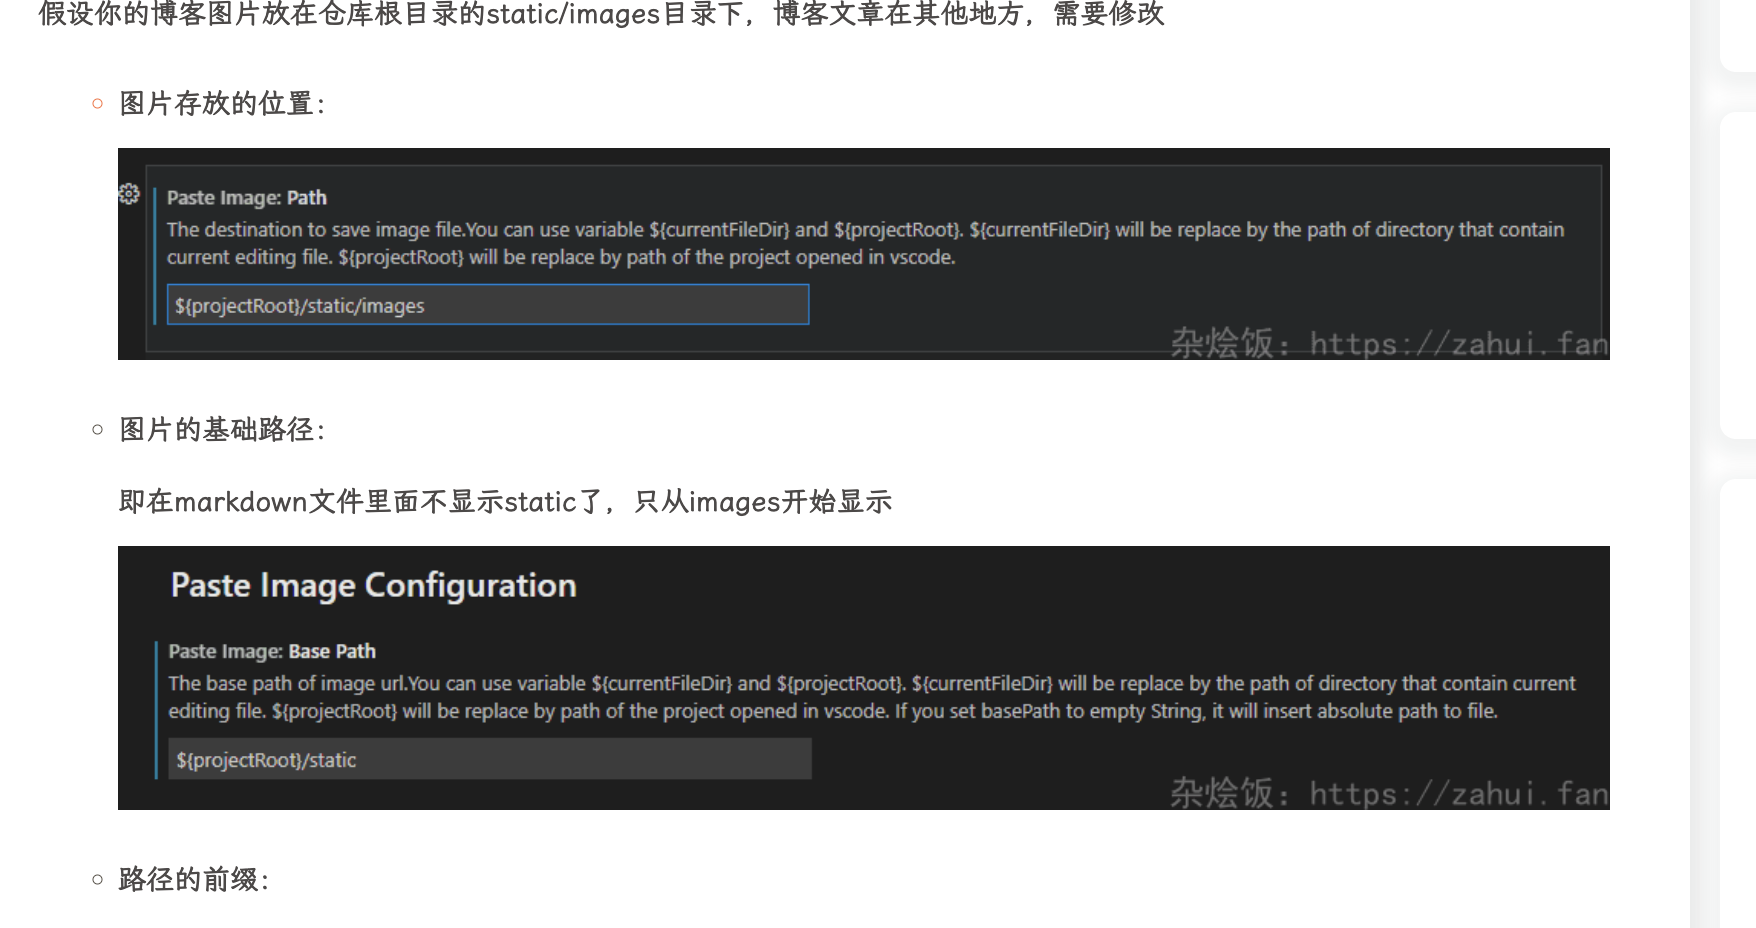 假设你的博客图片放在仓库根目录的static/images目录下，博客文章在其他地方，需要修改
图片存放的位置：
Paste Image: Path
The destination to save image file.You can use variable ${currentFileDir} and ${projectRoot}. ${currentFileDir} will be replace by the path of directory that contain
current editing file. ${projectRoot} will be replace by path of the project opened in vscode.
${projectRoot}/static/images
杂烩饭：https://zahui.fan
图片的基础路径：
即在markdown文件里面不显示static了，只从images开始显示
Paste Image Configuration
Paste Image: Base Path
The base path of image url.You can use variable ${currentFileDir} and ${projectRoot}. ${currentFileDir} will be replace by the path of directory that contain current
editing file. ${projectRoot} will be replace by path of the project opened in vscode. If you set basePath to empty String, it will insert absolute path to file.
${projectRoot}/static
杂烩饭：https://zahui.fan
路径的前缀：